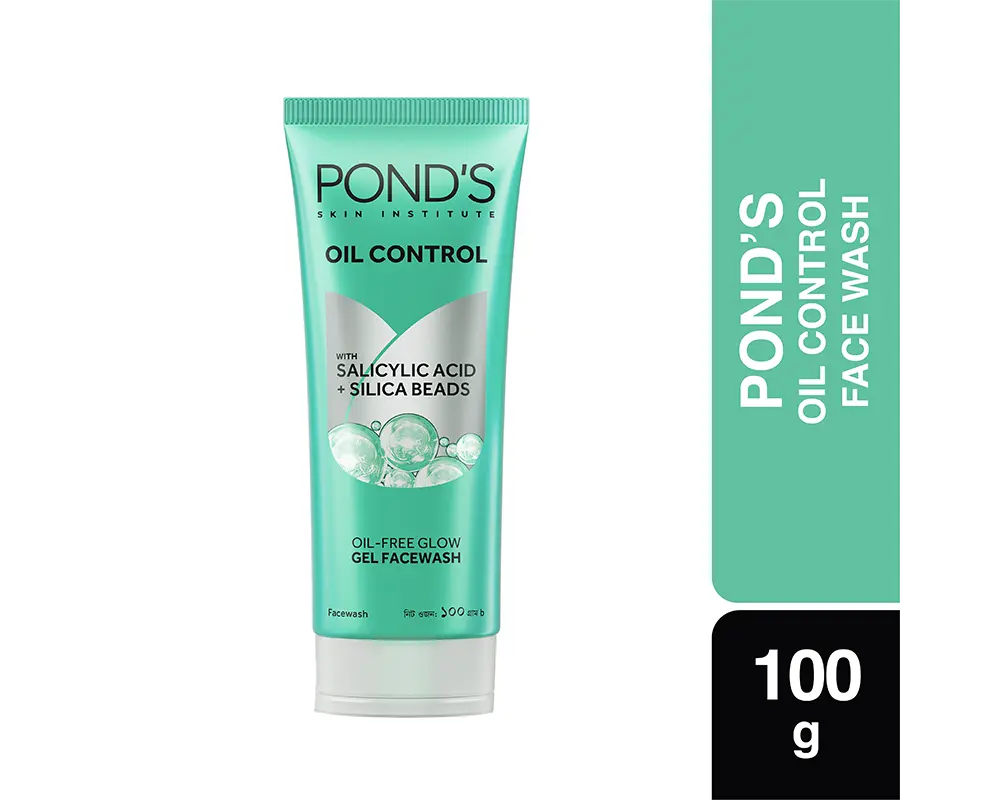 POND'S
SKIN INSTITUTE
OIL CONTROL
WITH
SALICYLIC ACID
+ SILICA BEADS
OIL-FREE GLOW
GEL FACEWASH
Facewash নিট ওজন: ১০০ গ্রাম b
POND'S
OIL CONTROL
FACE WASH
100
g